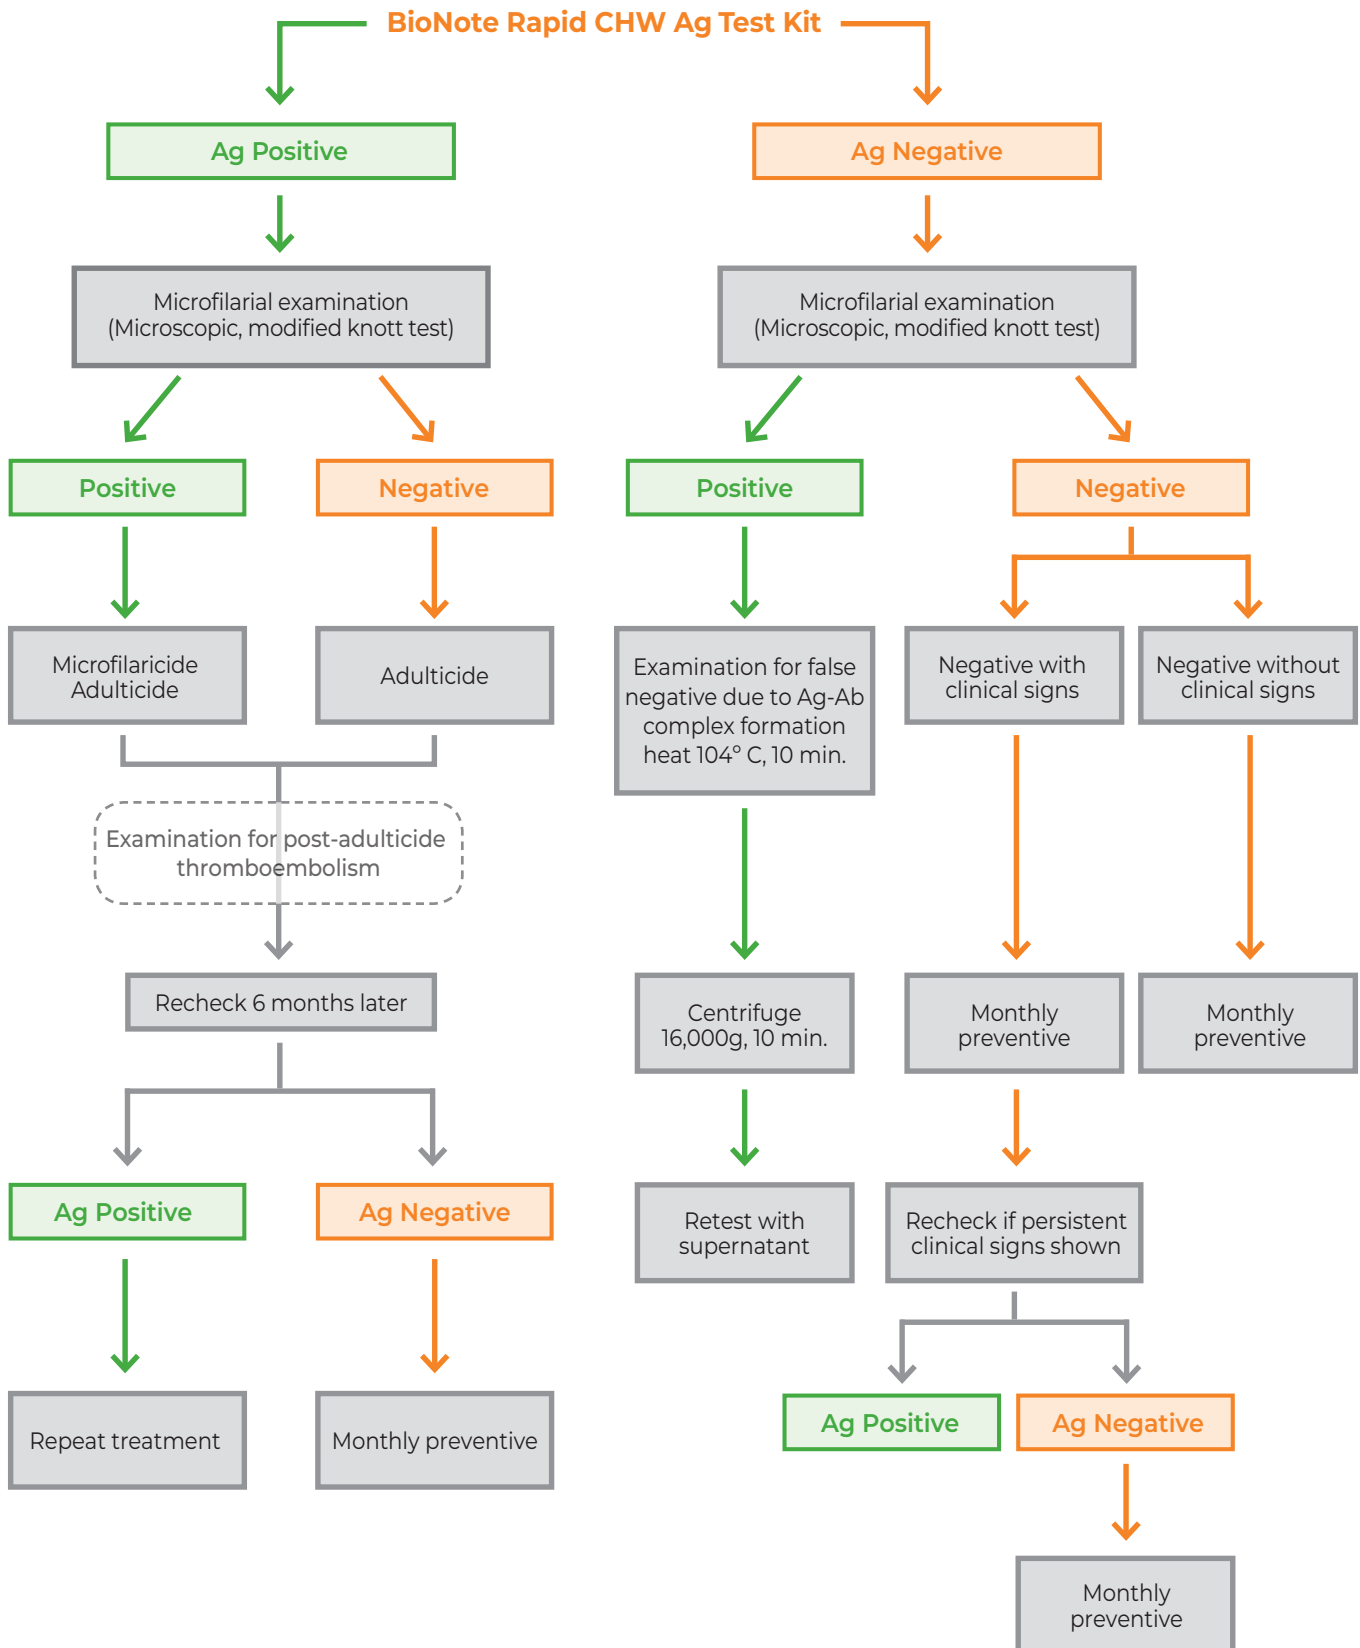 BioNote Rapid CHW Ag Test Kit
Ag Positive
Ag Negative
Microfilarial examination
(Microscopic, modified knott test)
Microfilarial examination
(Microscopic, modified knott test)
Positive
Negative
Positive
Negative
Microfilaricide
Adulticide
Adulticide
Examination for false
negative due to Ag-Ab
complex formation
heat 104° C, 10 min.
Negative with
clinical signs
Negative without
clinical signs
Examination for post-adulticide
thromboembolism
Recheck 6 months later
Centrifuge
16,000g, 10 min.
Monthly
preventive
Monthly
preventive
Ag Positive
Ag Negative
Retest with
supernatant
Recheck if persistent
clinical signs shown
Repeat treatment
Monthly preventive
Ag Positive
Ag Negative
Monthly
preventive